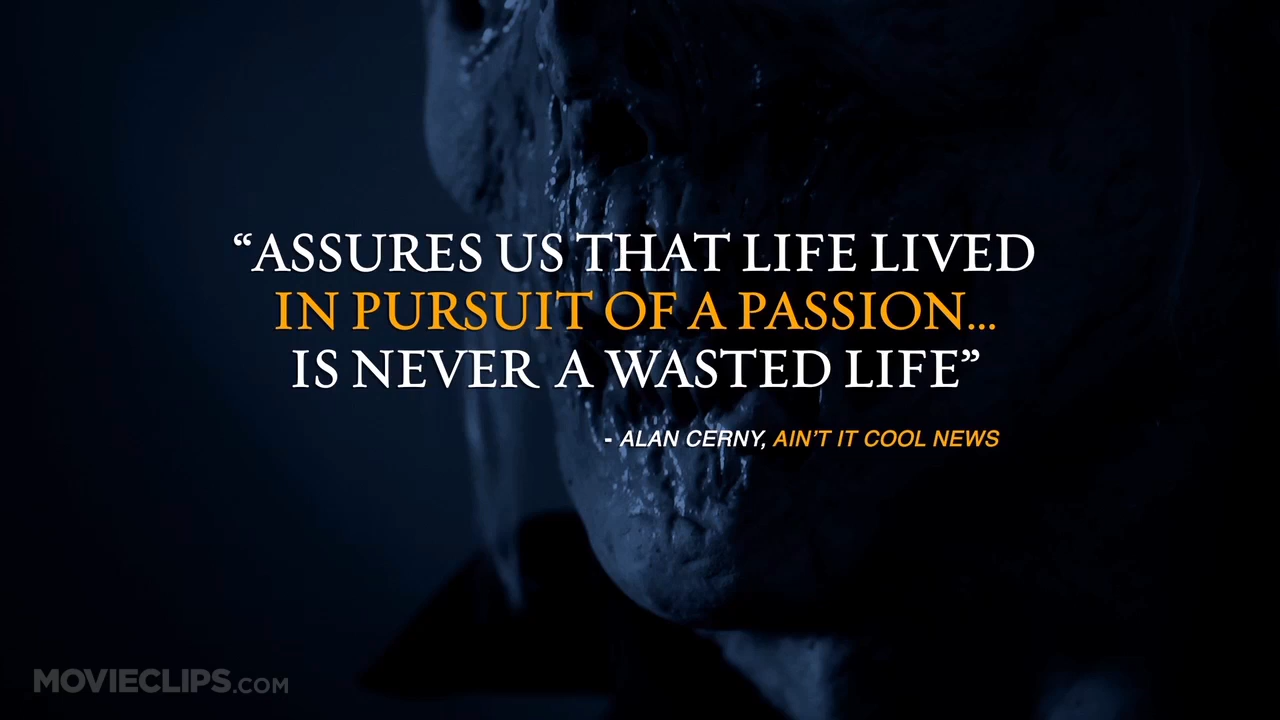 “ASSURES US THAT LIFE LIVED
IN PURSUIT OF A PASSION...
IS NEVER A WASTED LIFE”
- ALAN CERNY, AIN'T IT COOL NEWS
MOVIECLIPS.COM